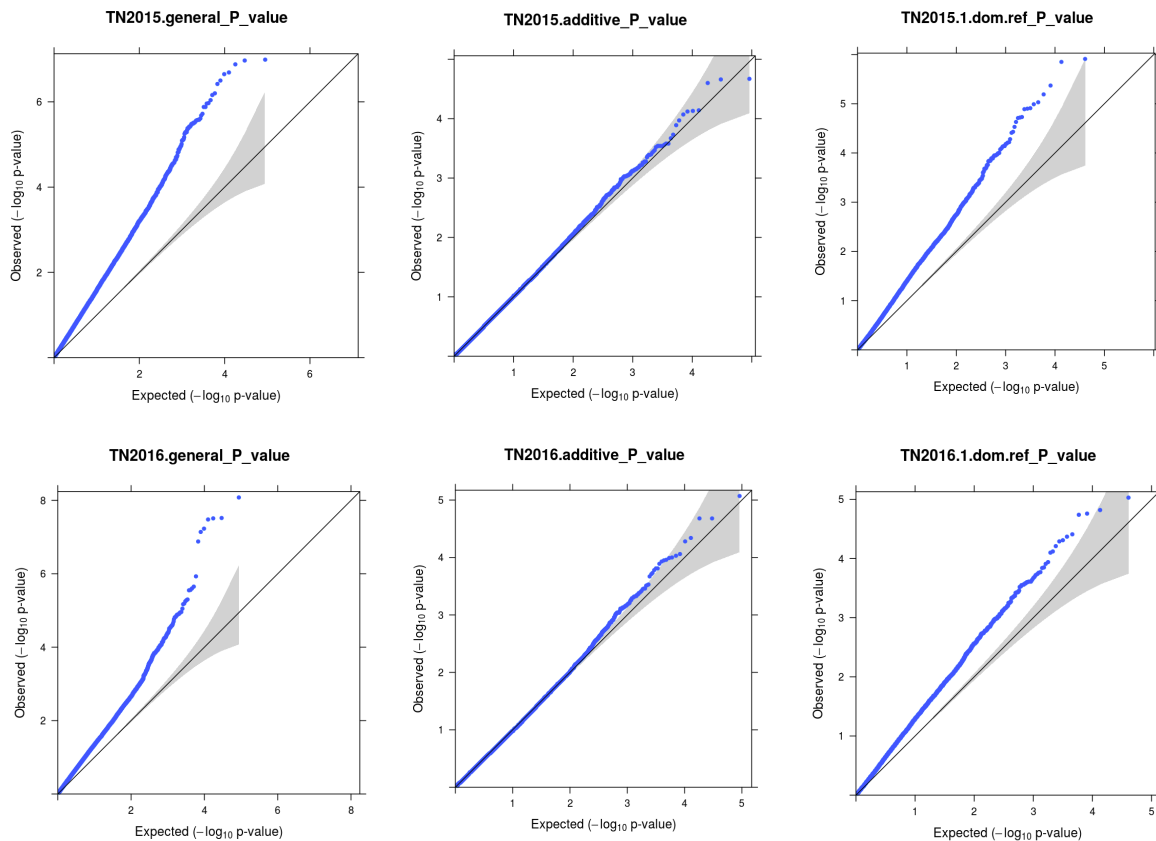 TN2015.general_P_value
6
4
2
Observed (−log10 p-value)
2
4
6
Expected (−log10 p-value)
TN2015.additive_P_value
4
3
2
1
Observed (−log10 p-value)
1
2
3
4
Expected (−log10 p-value)
TN2015.1.dom.ref_P_value
5
4
3
2
1
Observed (−log10 p-value)
1
2
3
4
5
Expected (−log10 p-value)
TN2016.general_P_value
8
6
4
2
Observed (−log10 p-value)
2
4
6
8
Expected (−log10 p-value)
TN2016.additive_P_value
5
4
3
2
1
Observed (−log10 p-value)
1
2
3
4
5
Expected (−log10 p-value)
TN2016.1.dom.ref_P_value
5
4
3
2
1
Observed (−log10 p-value)
1
2
3
4
5
Expected (−log10 p-value)